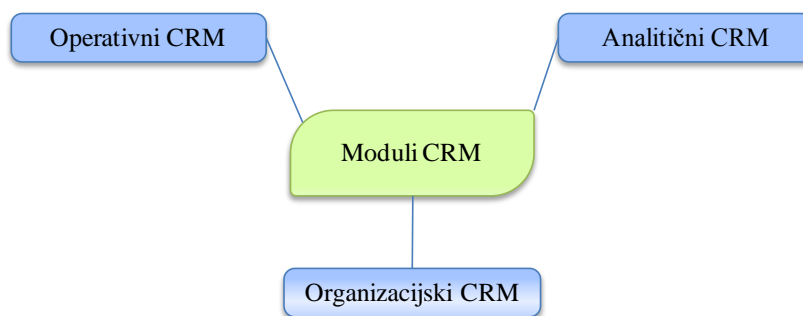 Operativni CRM
Analitični CRM
Moduli CRM
Organizacijski CRM